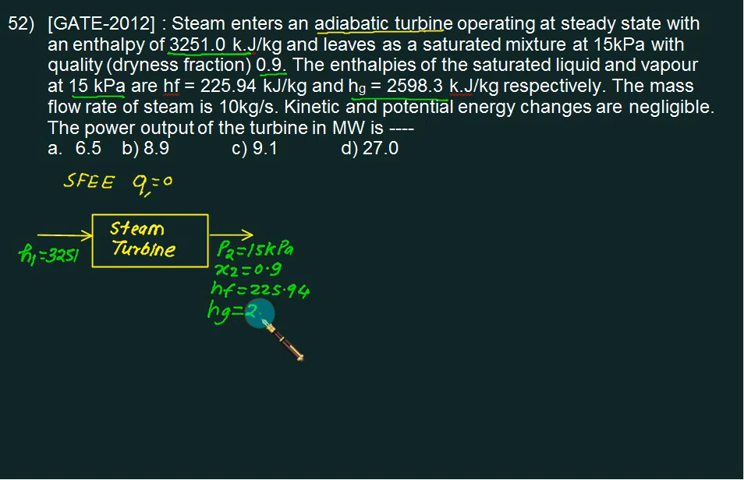 52) [GATE-2012] : Steam enters an adiabatic turbine operating at steady state with
an enthalpy of 3251.0 k.J/kg and leaves as a saturated mixture at 15kPa with
quality (dryness fraction) 0.9. The enthalpies of the saturated liquid and vapour
at 15 kPa are hf = 225.94 kJ/kg and hg = 2598.3 k.J/kg respectively. The mass
flow rate of steam is 10kg/s. Kinetic and potential energy changes are negligible.
The power output of the turbine in MW is ----
a. 6.5 b) 8.9 c) 9.1 d) 27.0
SFEE q,=0
Steam
Turbine
h1=3251
P2=15kPa
x2=0.9
hf=225.94
hg=2